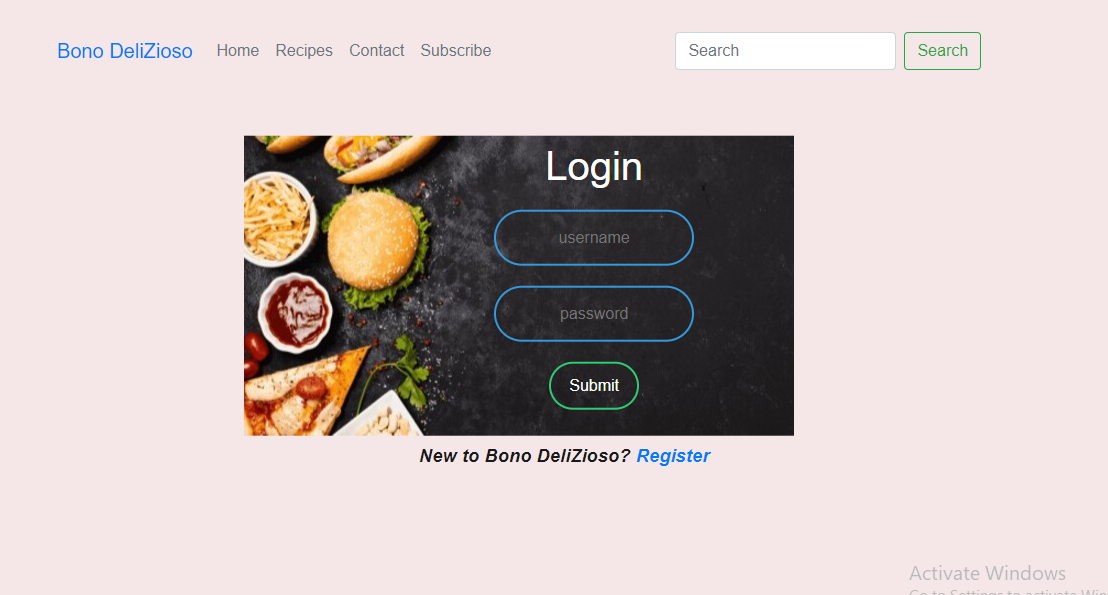 Bono DeliZioso Home Recipes Contact Subscribe Search Search
Login
username
password
Submit
New to Bono DeliZioso? Register
Activate Windows
Go to Settings to activate Win